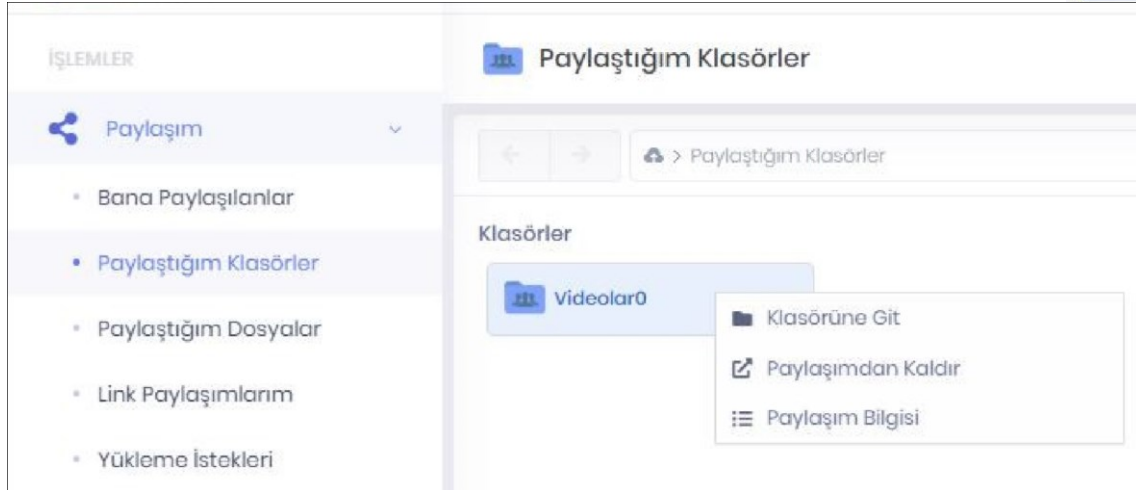 İŞLEMLER
Paylaşım
Bana Paylaşılanlar
Paylaştığım Klasörler
Paylaştığım Dosyalar
Link Paylaşımlarım
Yükleme İstekleri
Paylaştığım Klasörler
> Paylaştığım Klasörler
Klasörler
Videolar0
Klasörüne Git
Paylaşımdan Kaldır
Paylaşım Bilgisi